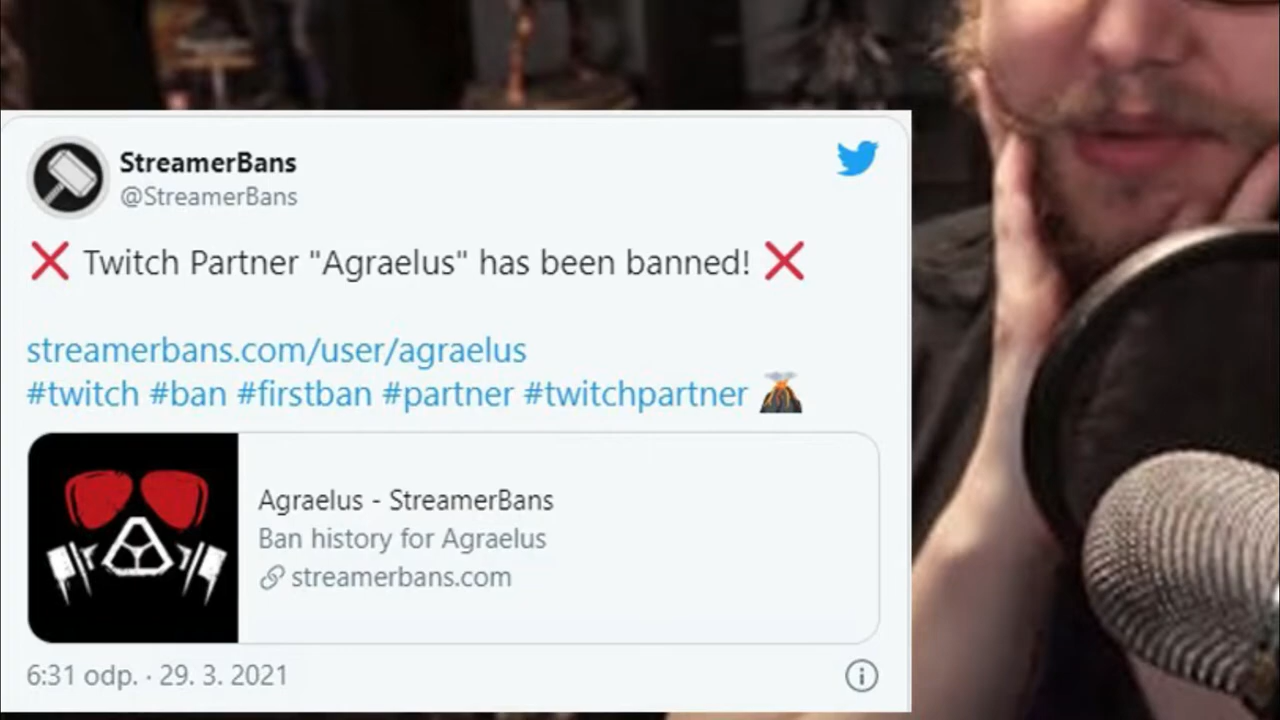 StreamerBans
@StreamerBans
❌ Twitch Partner "Agraelus" has been banned! ❌
streamerbans.com/user/agraelus
#twitch #ban #firstban #partner #twitchpartner 🌋
Agraelus - StreamerBans
Ban history for Agraelus
streamerbans.com
6:31 odp. · 29. 3. 2021